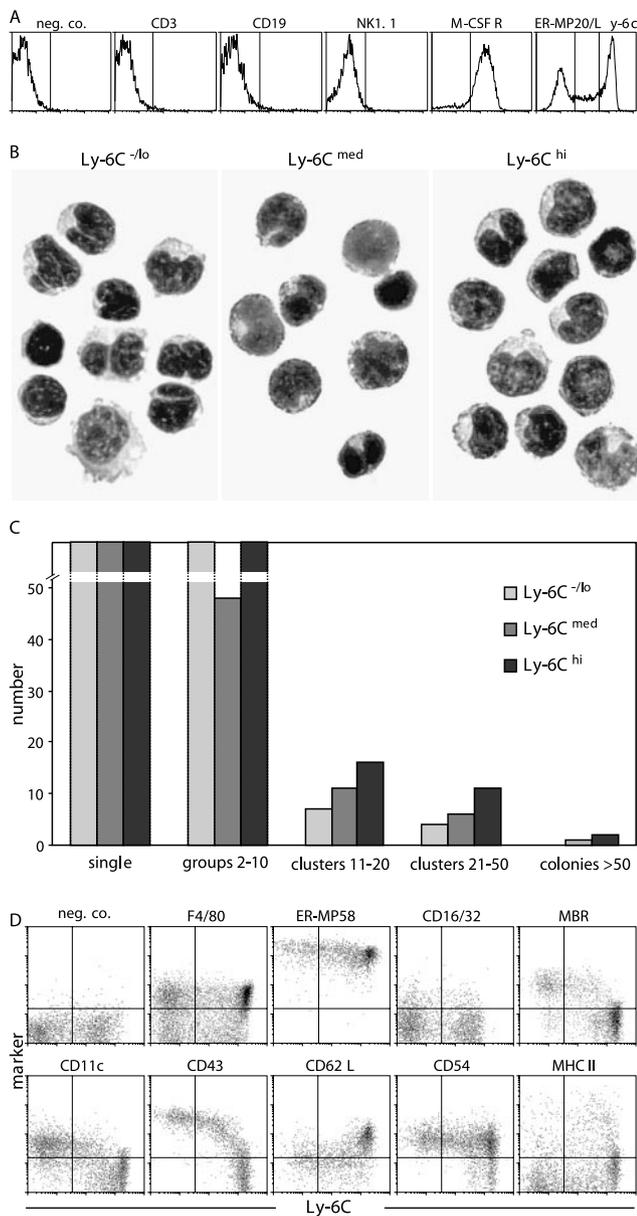 A
neg. co. CD3 CD19 NK1. 1 M-CSF R ER-MP20/L y-6c
B
Ly-6C -/lo Ly-6C med Ly-6C hi
C
50
40
30
20
10
0
number
Ly-6C -/lo
Ly-6C med
Ly-6C hi
single groups 2-10 clusters 11-20 clusters 21-50 colonies >50
D
neg. co. F4/80 ER-MP58 CD16/32 MBR
marker
CD11c CD43 CD62 L CD54 MHC II
Ly-6C